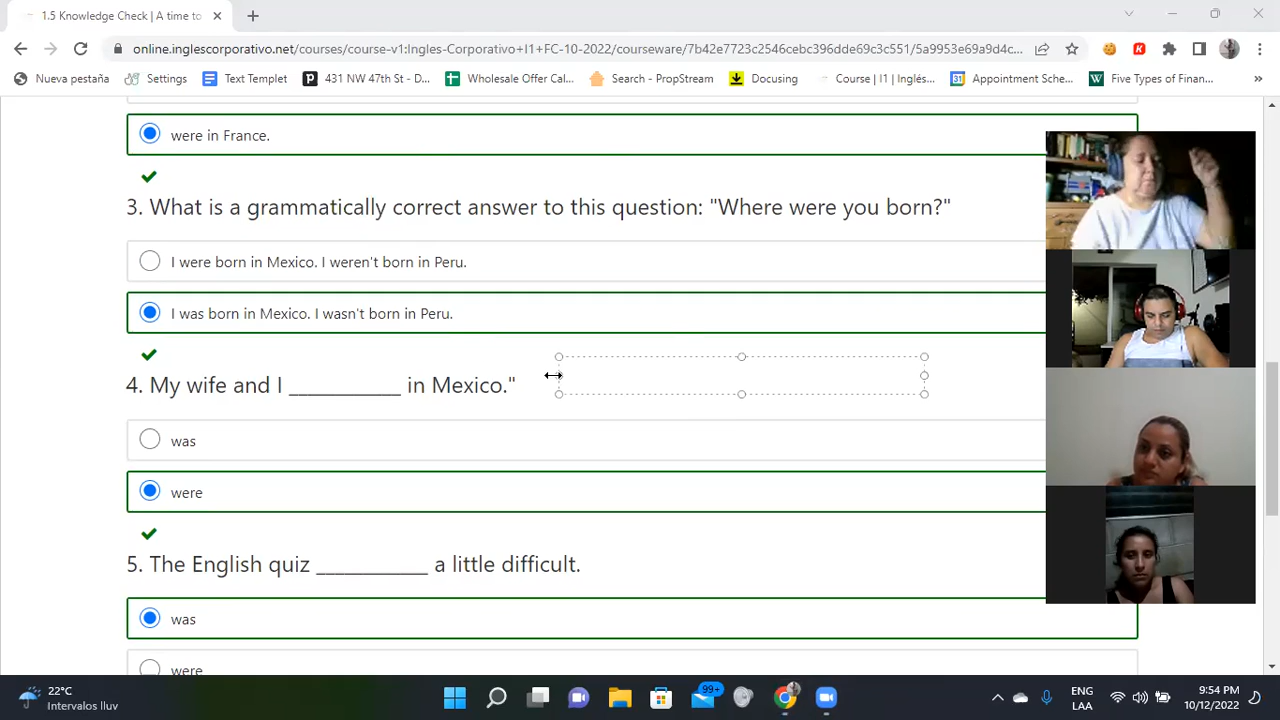 1.5 Knowledge Check | A time to
online.inglescorporativo.net/courses/course-v1:Ingles-Corporativo+I1+FC-10-2022/courseware/7b42e7723c2546cebc396dde69c3c551/5a9953e69a9d4c...
Nueva pestaña
Settings
Text Templet
431 NW 47th St - D...
Wholesale Offer Cal...
Search - PropStream
Docusing
Course | I1 | Ingles...
Appointment Sche...
Five Types of Finan...
»
were in France.
3. What is a grammatically correct answer to this question: "Where were you born?"
I were born in Mexico. I weren't born in Peru.
I was born in Mexico. I wasn't born in Peru.
4. My wife and I ___________ in Mexico."
was
were
5. The English quiz ___________ a little difficult.
was
were
22°C
Intervalos lluv
99+
ENG
LAA
9:54 PM
10/12/2022